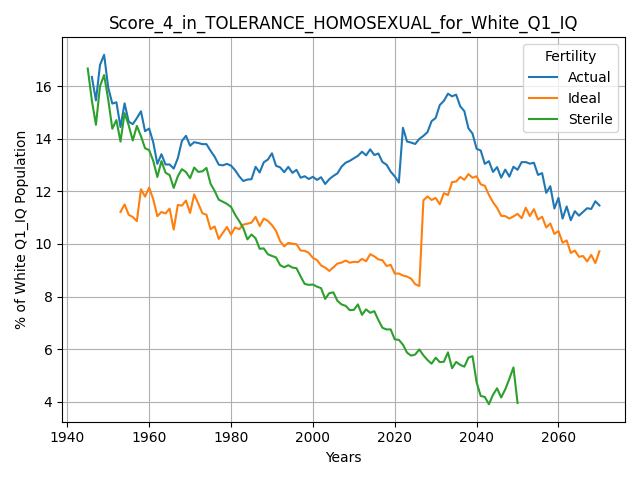 Score_4_in_TOLERANCE_HOMOSEXUAL_for_White_Q1_IQ
Fertility
Actual
Ideal
Sterile
% of White Q1_IQ Population
16
14
12
10
8
6
4
1940 1960 1980 2000 2020 2040 2060
Years